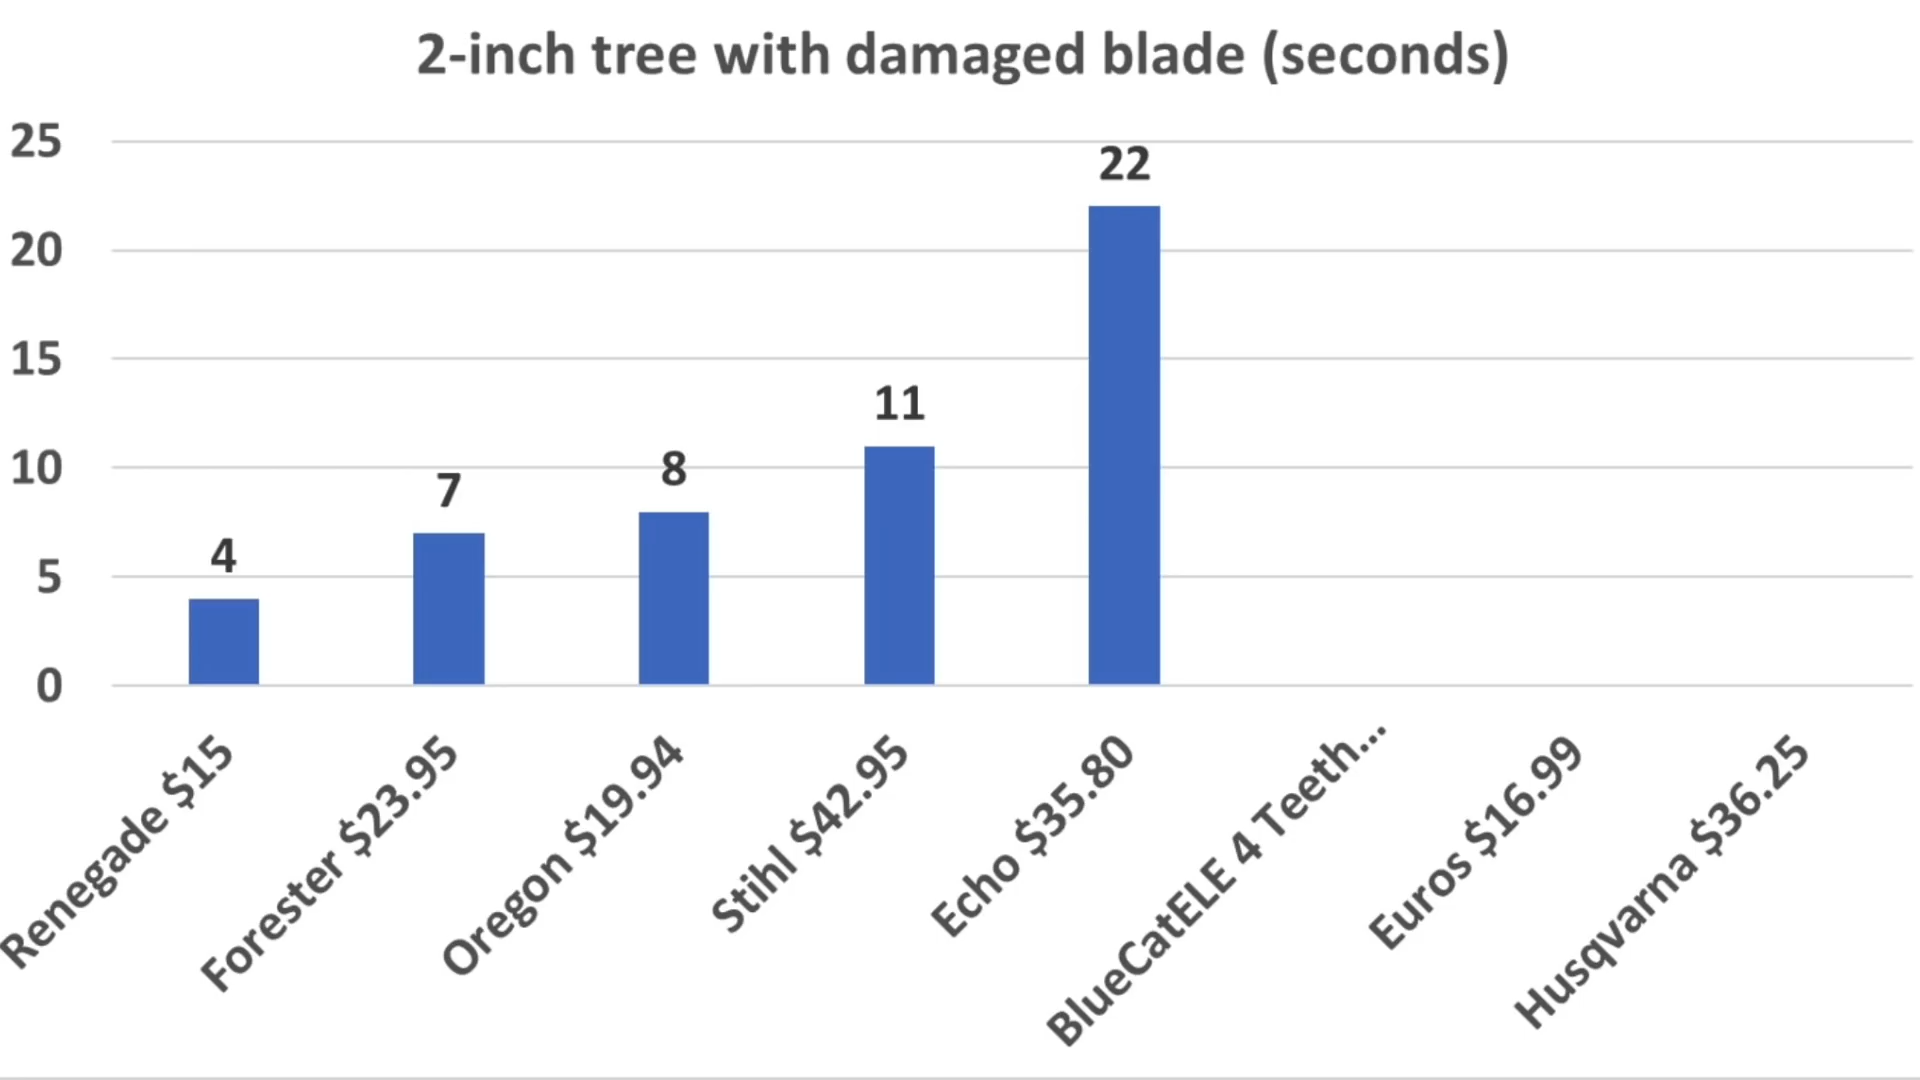 2-inch tree with damaged blade (seconds)
25
20
15
10
5
0
4
7
8
11
22
Renegade $15
Forester $23.95
Oregon $19.94
Stihl $42.95
Echo $35.80
BlueCatELE 4 Teeth...
Euros $16.99
Husqvarna $36.25